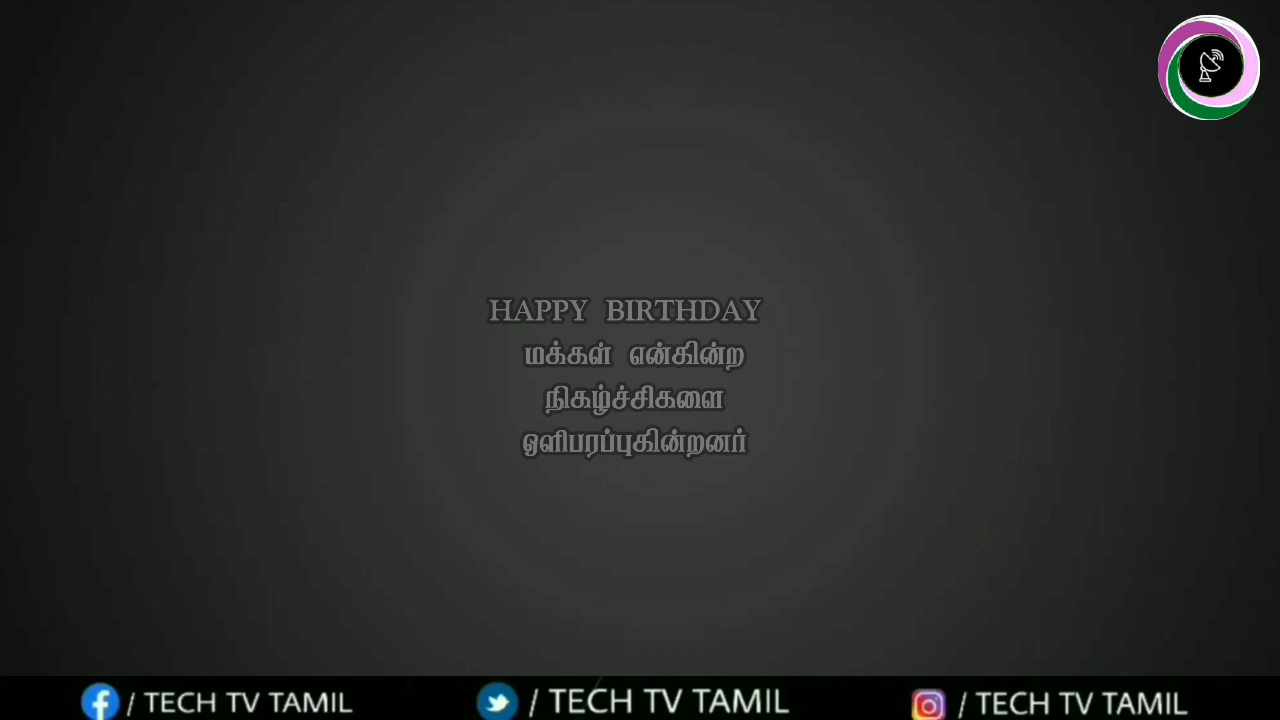 HAPPY BIRTHDAY
மக்கள் என்கின்ற
நிகழ்ச்சிகளை
ஒளிபரப்புகின்றனர்
/ TECH TV TAMIL / TECH TV TAMIL / TECH TV TAMIL